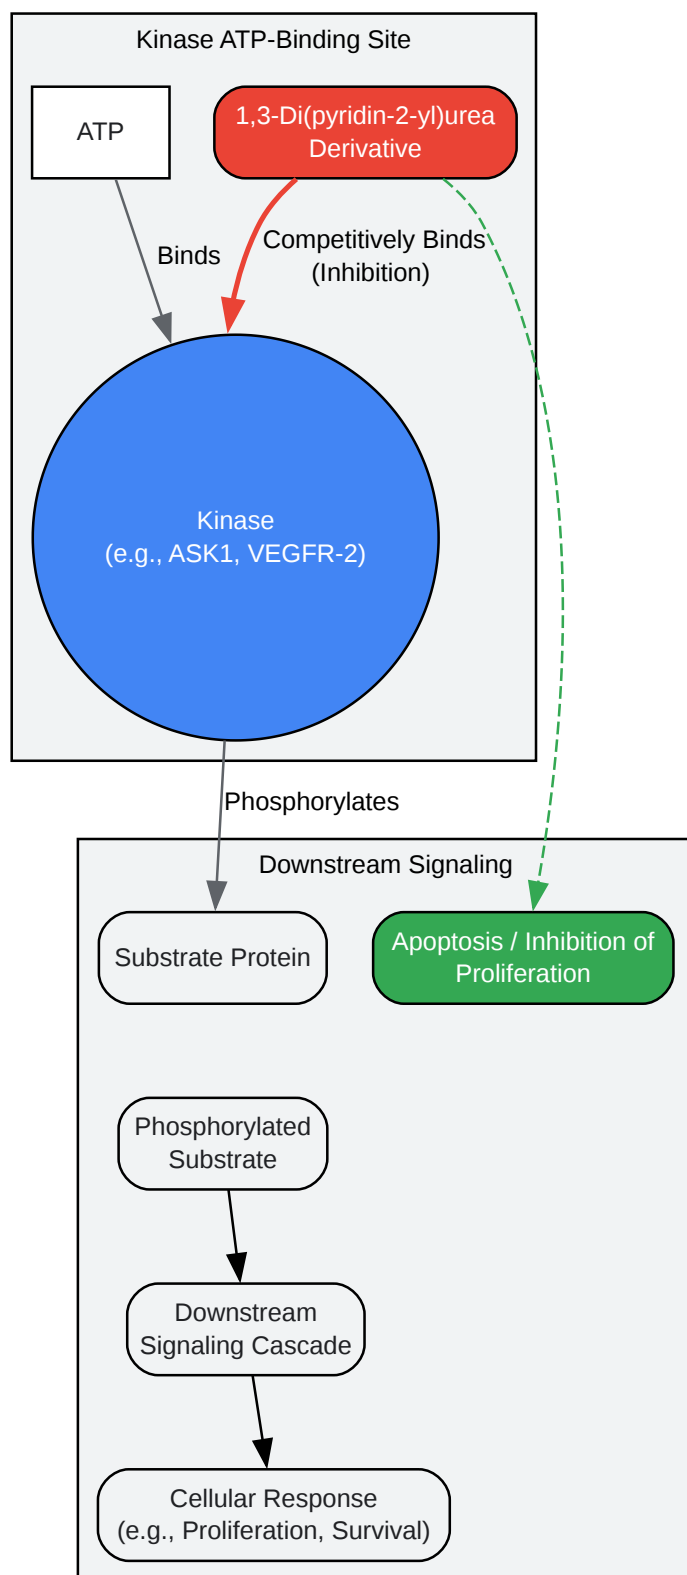 Kinase ATP-Binding Site
ATP
1,3-Di(pyridin-2-yl)urea
Derivative
Binds
Competitively Binds
(Inhibition)
Kinase
(e.g., ASK1, VEGFR-2)
Phosphorylates
Downstream Signaling
Substrate Protein
Apoptosis / Inhibition of
Proliferation
Phosphorylated
Substrate
Downstream
Signaling Cascade
Cellular Response
(e.g., Proliferation, Survival)